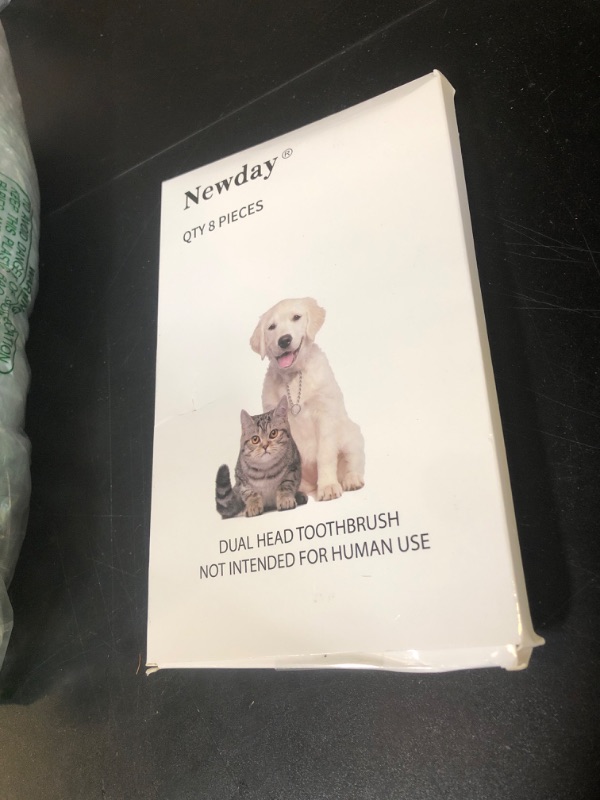 Newday®
QTY 8 PIECES
DUAL HEAD TOOTHBRUSH
NOT INTENDED FOR HUMAN USE